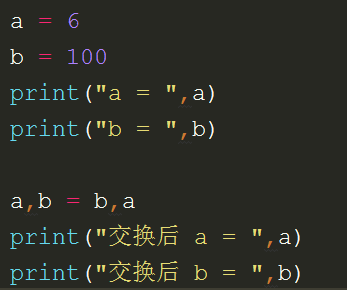 a = 6
b = 100
print("a = ",a)
print("b = ",b)
a,b = b,a
print("交换后 a = ",a)
print("交换后 b = ",b)